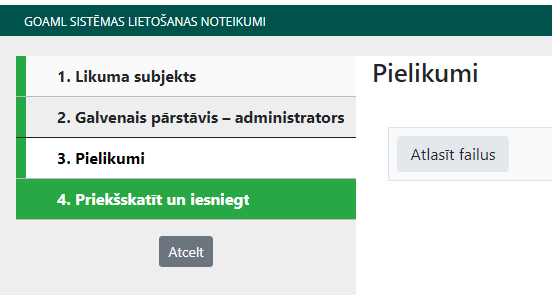 GOAML SISTĒMAS LIETOŠANAS NOTEIKUMI
1. Likuma subjekts
2. Galvenais pārstāvis – administrators
3. Pielikumi
4. Priekšskatīt un iesniegt
Atcelt
Pielikumi
Atlasīt failus